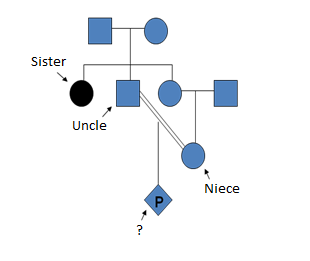 Sister
Uncle
Niece
P
?